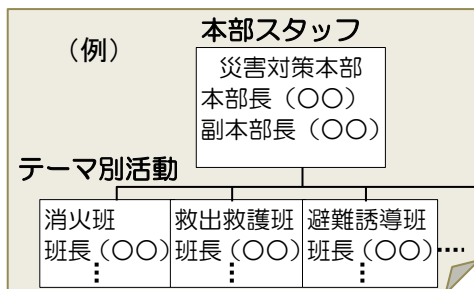 本部スタッフ
（例）
災害対策本部
本部長（〇〇）
副本部長（〇〇）
テーマ別活動
消火班
班長（〇〇）
⋮
救出救護班
班長（〇〇）
⋮
避難誘導班
班長（〇〇）
⋮